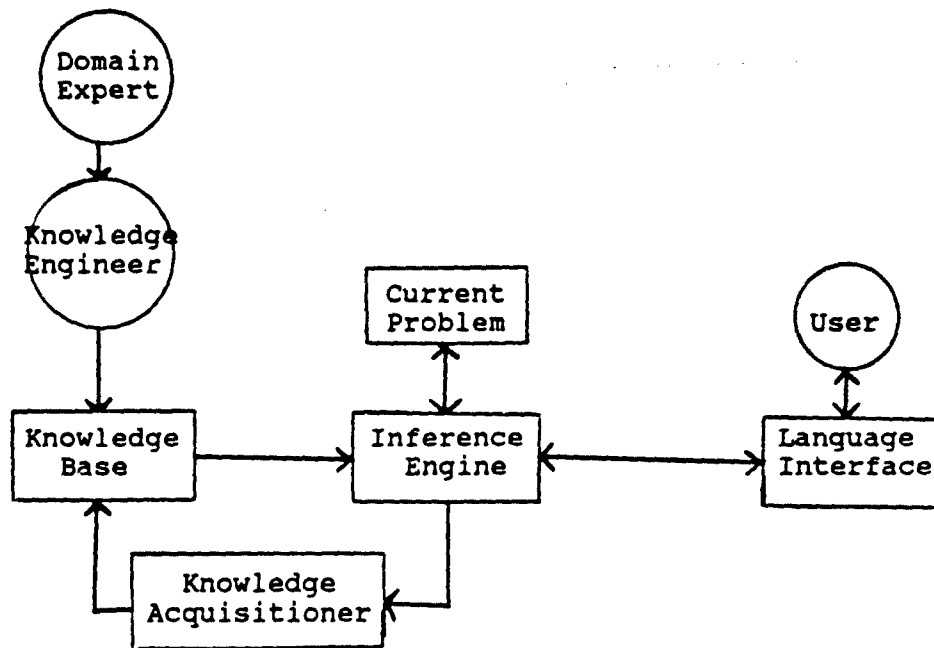 Domain
Expert
Knowledge
Engineer
Current
Problem
User
Knowledge
Base
Inference
Engine
Language
Interface
Knowledge
Acquisitioner